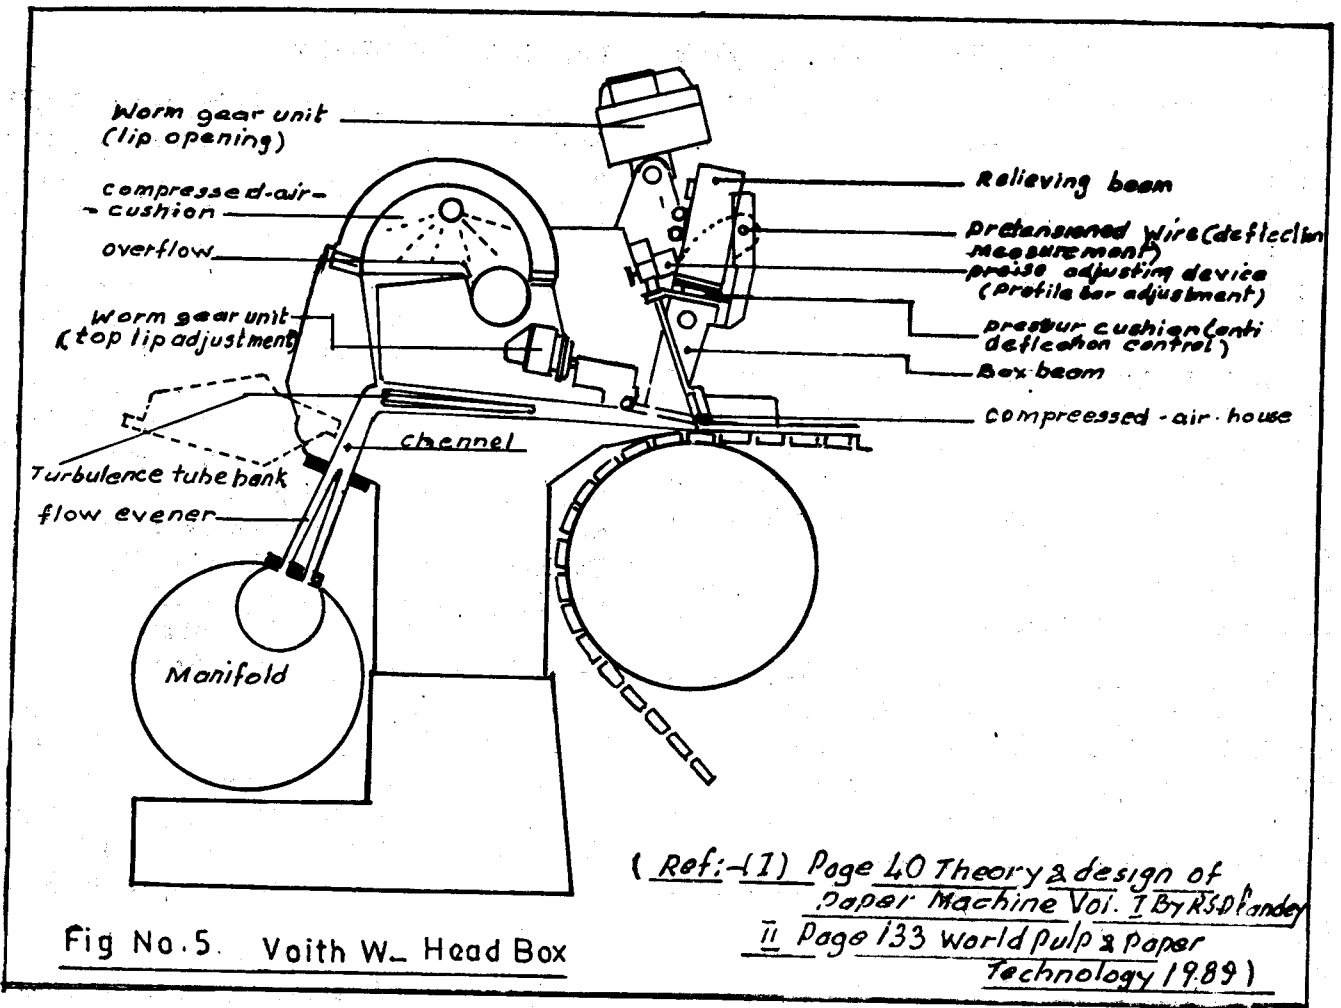 Worm gear unit
(lip opening)
compressed-air-
- cushion
overflow
Worm gear unit
(top lip adjustment)
Turbulence tube bank
flow evener
channel
Manifold
Relieving beam
pretensioned wire (deflection
measurement)
presise adjusting device
(Profile bar adjustment)
pressur cushion (anti
deflection control)
Box beam
compreessed - air - house
( Ref:-(I) Page 40 Theory & design of
paper Machine Vol. I By RSD Pandey
II Page 133 World pulp & paper
Technology 1989)
Fig No. 5. Voith W- Head Box